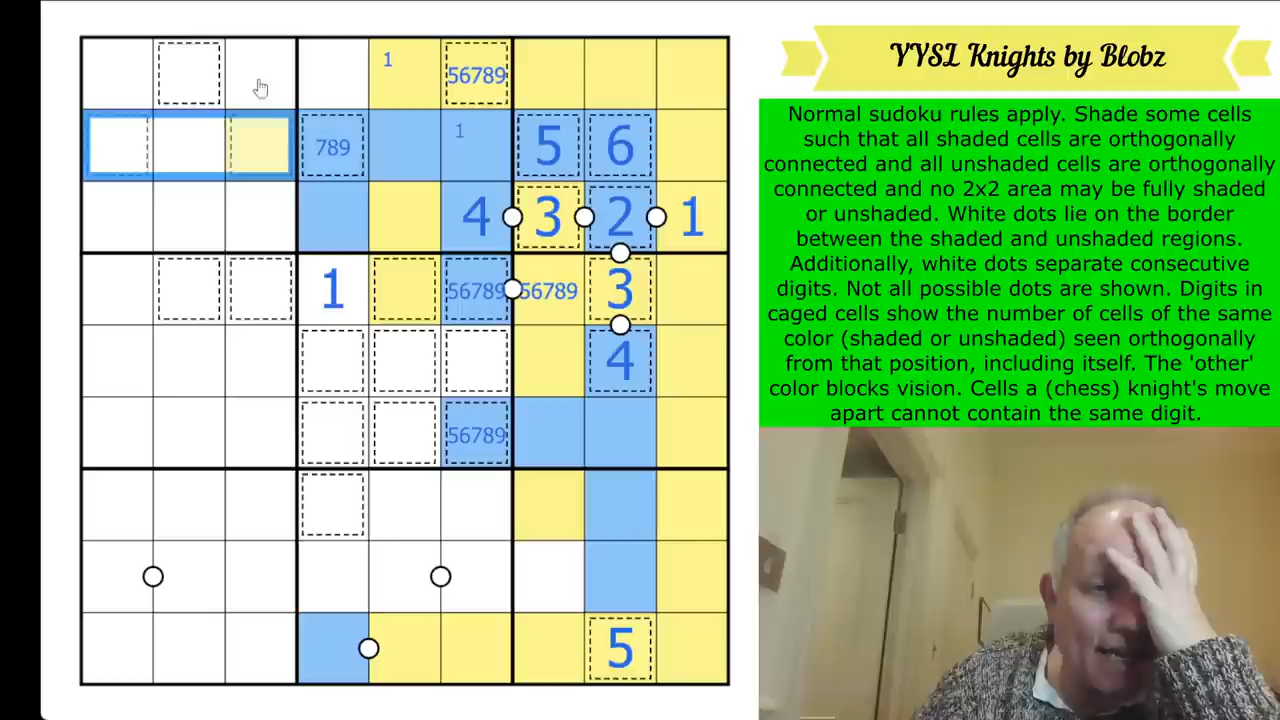 YYSL Knights by Blobz
Normal sudoku rules apply. Shade some cells
such that all shaded cells are orthogonally
connected and all unshaded cells are orthogonally
connected and no 2x2 area may be fully shaded
or unshaded. White dots lie on the border
between the shaded and unshaded regions.
Additionally, white dots separate consecutive
digits. Not all possible dots are shown. Digits in
caged cells show the number of cells of the same
color (shaded or unshaded) seen orthogonally
from that position, including itself. The 'other'
color blocks vision. Cells a (chess) knight's move
apart cannot contain the same digit.
1 56789
789 1 5 6
4 3 2 1
1 56789 56789 3
4
56789
5